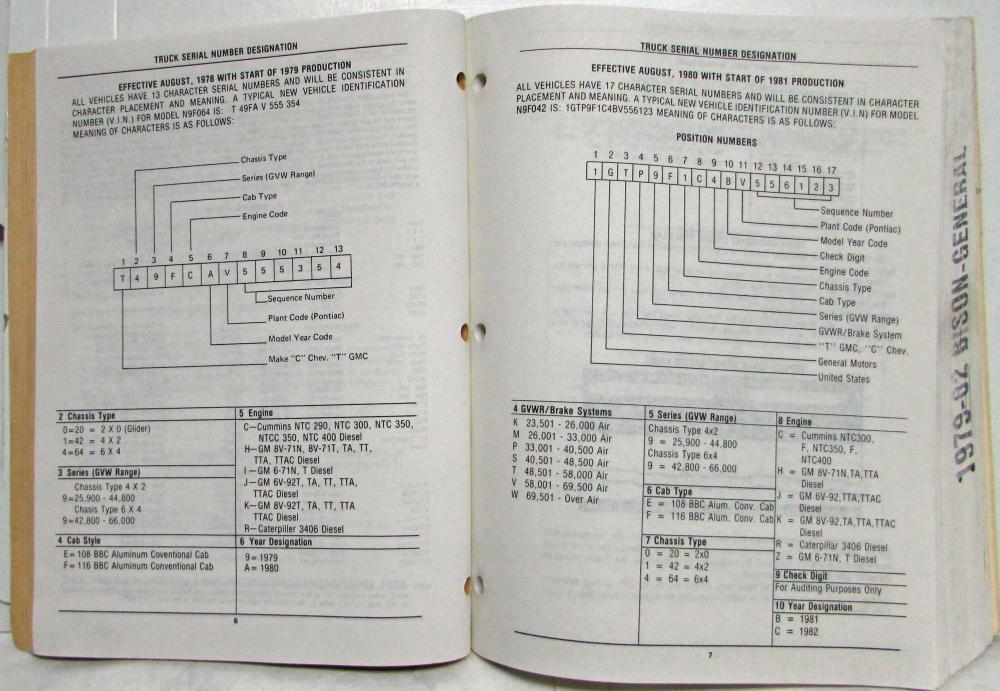 TRUCK SERIAL NUMBER DESIGNATION
EFFECTIVE AUGUST, 1978 WITH START OF 1979 PRODUCTION
ALL VEHICLES HAVE 13 CHARACTER SERIAL NUMBERS AND WILL BE CONSISTENT IN
CHARACTER PLACEMENT AND MEANING. A TYPICAL NEW VEHICLE IDENTIFICATION
NUMBER (V.I.N.) FOR MODEL N9F064 IS: T 49FA V 555 354
MEANING OF CHARACTERS IS AS FOLLOWS:
Chassis Type
Series (GVW Range)
Cab Type
Engine Code
1 2 3 4 5 6 7 8 9 10 11 12 13
T 4 9 F C A V 5 5 5 3 5 4
Sequence Number
Plant Code (Pontiac)
Model Year Code
Make "C" Chev. "T" GMC
2 Chassis Type
0=20 = 2 X 0 (Glider)
1=42 = 4 X 2
4=64 = 6 X 4
3 Series (GVW Range)
Chassis Type 4 X 2
9=25,900 - 44,800
Chasis Type 6 X 4
9=42,800 - 66,000
4 Cab Style
E=108 BBC Aluminum Coventional Cab
F=116 BBC Aluminum Conventional Cab
5 Engine
C—Cummins NTC 290, NTC 300, NTC 350,
NTCC 350, NTC 400 Diesel
H—GM 8V-71N, 8V-71T, TA, TT,
TTA, TTAC Diesel
I—GM 6-71N, T Diesel
J—GM 6V-92T, TA, TT, TTA,
TTAC Diesel
K—GM 8V-92T, TA, TT, TTA
TTAC Diesel
R—Caterpiller 3406 Diesel
6 Year Designation
9=1979
A=1980
6
TRUCK SERIAL NUMBER DESIGNATION
EFFECTIVE AUGUST, 1980 WITH START OF 1981 PRODUCTION
ALL VEHICLES HAVE 17 CHARACTER SERIAL NUMBERS AND WILL BE CONSISTENT IN CHARACTER
PLACEMENT AND MEANING. A TYPICAL NEW VEHICLE IDENTIFICATION NUMBER (V.I.N) FOR MODEL
N9F042 IS: 1GTP9F1C4BV556123 MEANING OF CHARACTERS IS AS FOLLOWS:
POSITION NUMBERS
1 2 3 4 5 6 7 8 9 10 11 12 13 14 15 16 17
1 G T P 9 F 1 C 4 B V 5 5 6 1 2 3
Sequence Number
Plant Code (Pontiac)
Model Year Code
Check Digit
Engine Code
Chassis Type
Cab Type
Series (GVW Range)
GVWR/Brake System
"T" GMC, "C" Chev.
General Motors
United States
4 GVWR/Brake Systems
K 23,501 - 26,000 Air
M 26,001 - 33,000 Air
P 33,001 - 40,500 Air
S 40,501 - 48,500 Air
T 48,501 - 58,000 Air
V 58,001 - 69,500 Air
W 69,501 - Over Air
5 Series (GVW Range)
Chassis Type 4x2
9 = 25,900 - 44,800
Chassis Type 6x4
9 = 42,800 - 66,000
6 Cab Type
E = 108 BBC Alum. Conv. Cab
F = 116 BBC Alum. Conv. Cab
7 Chassis Type
0 = 20 = 2x0
1 = 42 = 4x2
4 = 64 = 6x4
8 Engine
C = Cummins NTC300,
F, NTC350, F,
NTC400
H = GM 8V-71N,TA,TTA
Diesel
J = GM 6V-92,TTA,TTAC
Diesel
K = GM 8V-92,TA,TTA,TTAC
Diesel
R = Caterpillar 3406 Diesel
Z = GM 6-71N, T Diesel
9 Check Digit
For Auditing Purposes Only
10 Year Designation
B = 1981
C = 1982
7
1979-82 BISON-GENERAL